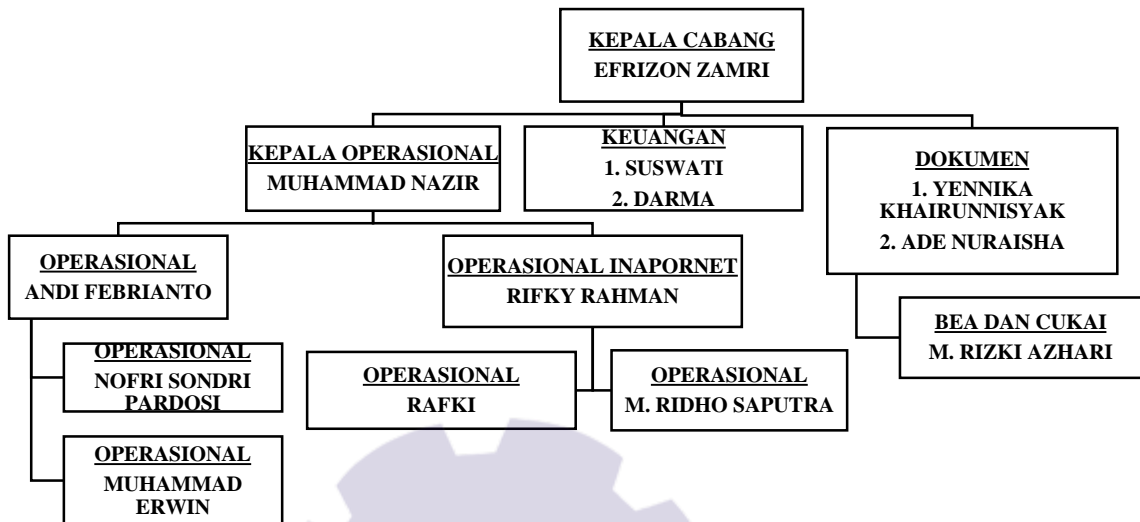 KEPALA CABANG
EFRIZON ZAMRI
KEPALA OPERASIONAL
MUHAMMAD NAZIR
KEUANGAN
1. SUSWATI
2. DARMA
DOKUMEN
1. YENNIKA
KHAIRUNNISYAK
2. ADE NURAISHA
OPERASIONAL
ANDI FEBRIANTO
OPERASIONAL INAPORNET
RIFKY RAHMAN
BEA DAN CUKAI
M. RIZKI AZHARI
OPERASIONAL
NOFRI SONDRI
PARDOSI
OPERASIONAL
RAFKI
OPERASIONAL
M. RIDHO SAPUTRA
OPERASIONAL
MUHAMMAD
ERWIN